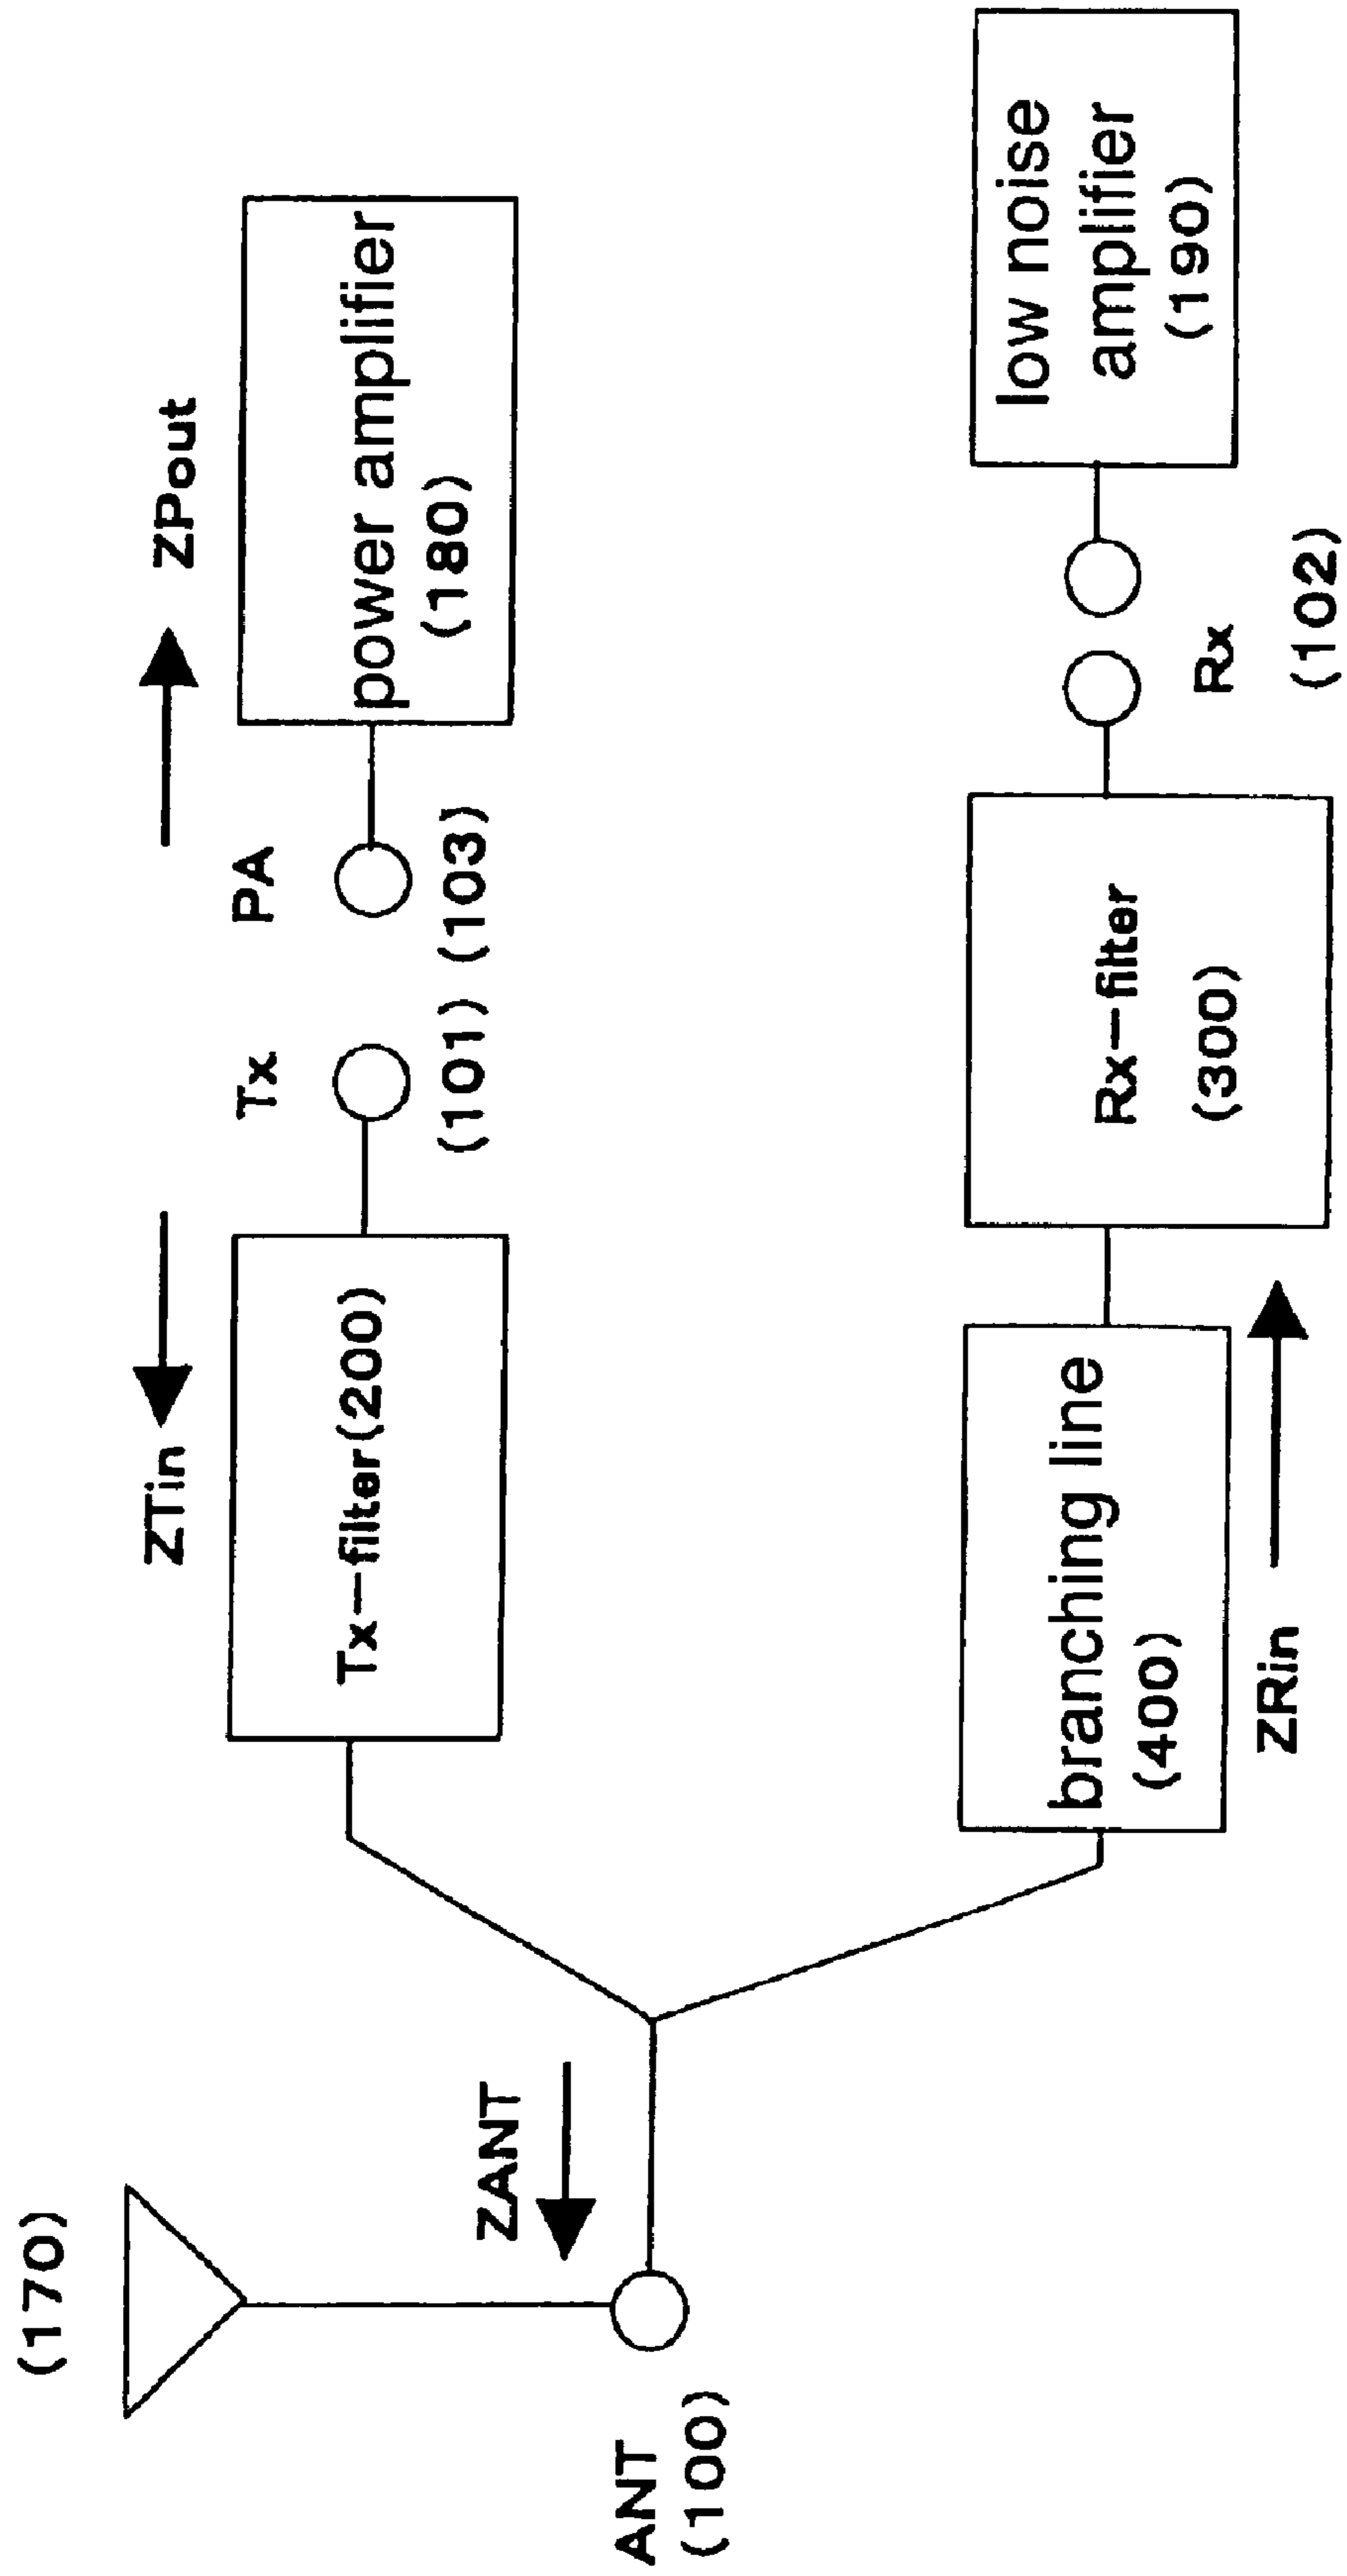 (170)
ANT
(100)
ZANT
ZTin
Tx-filter(200)
Tx
(101)
PA
(103)
ZPout
power amplifier
(180)
branching line
(400)
ZRin
Rx-filter
(300)
Rx
(102)
low noise
amplifier
(190)